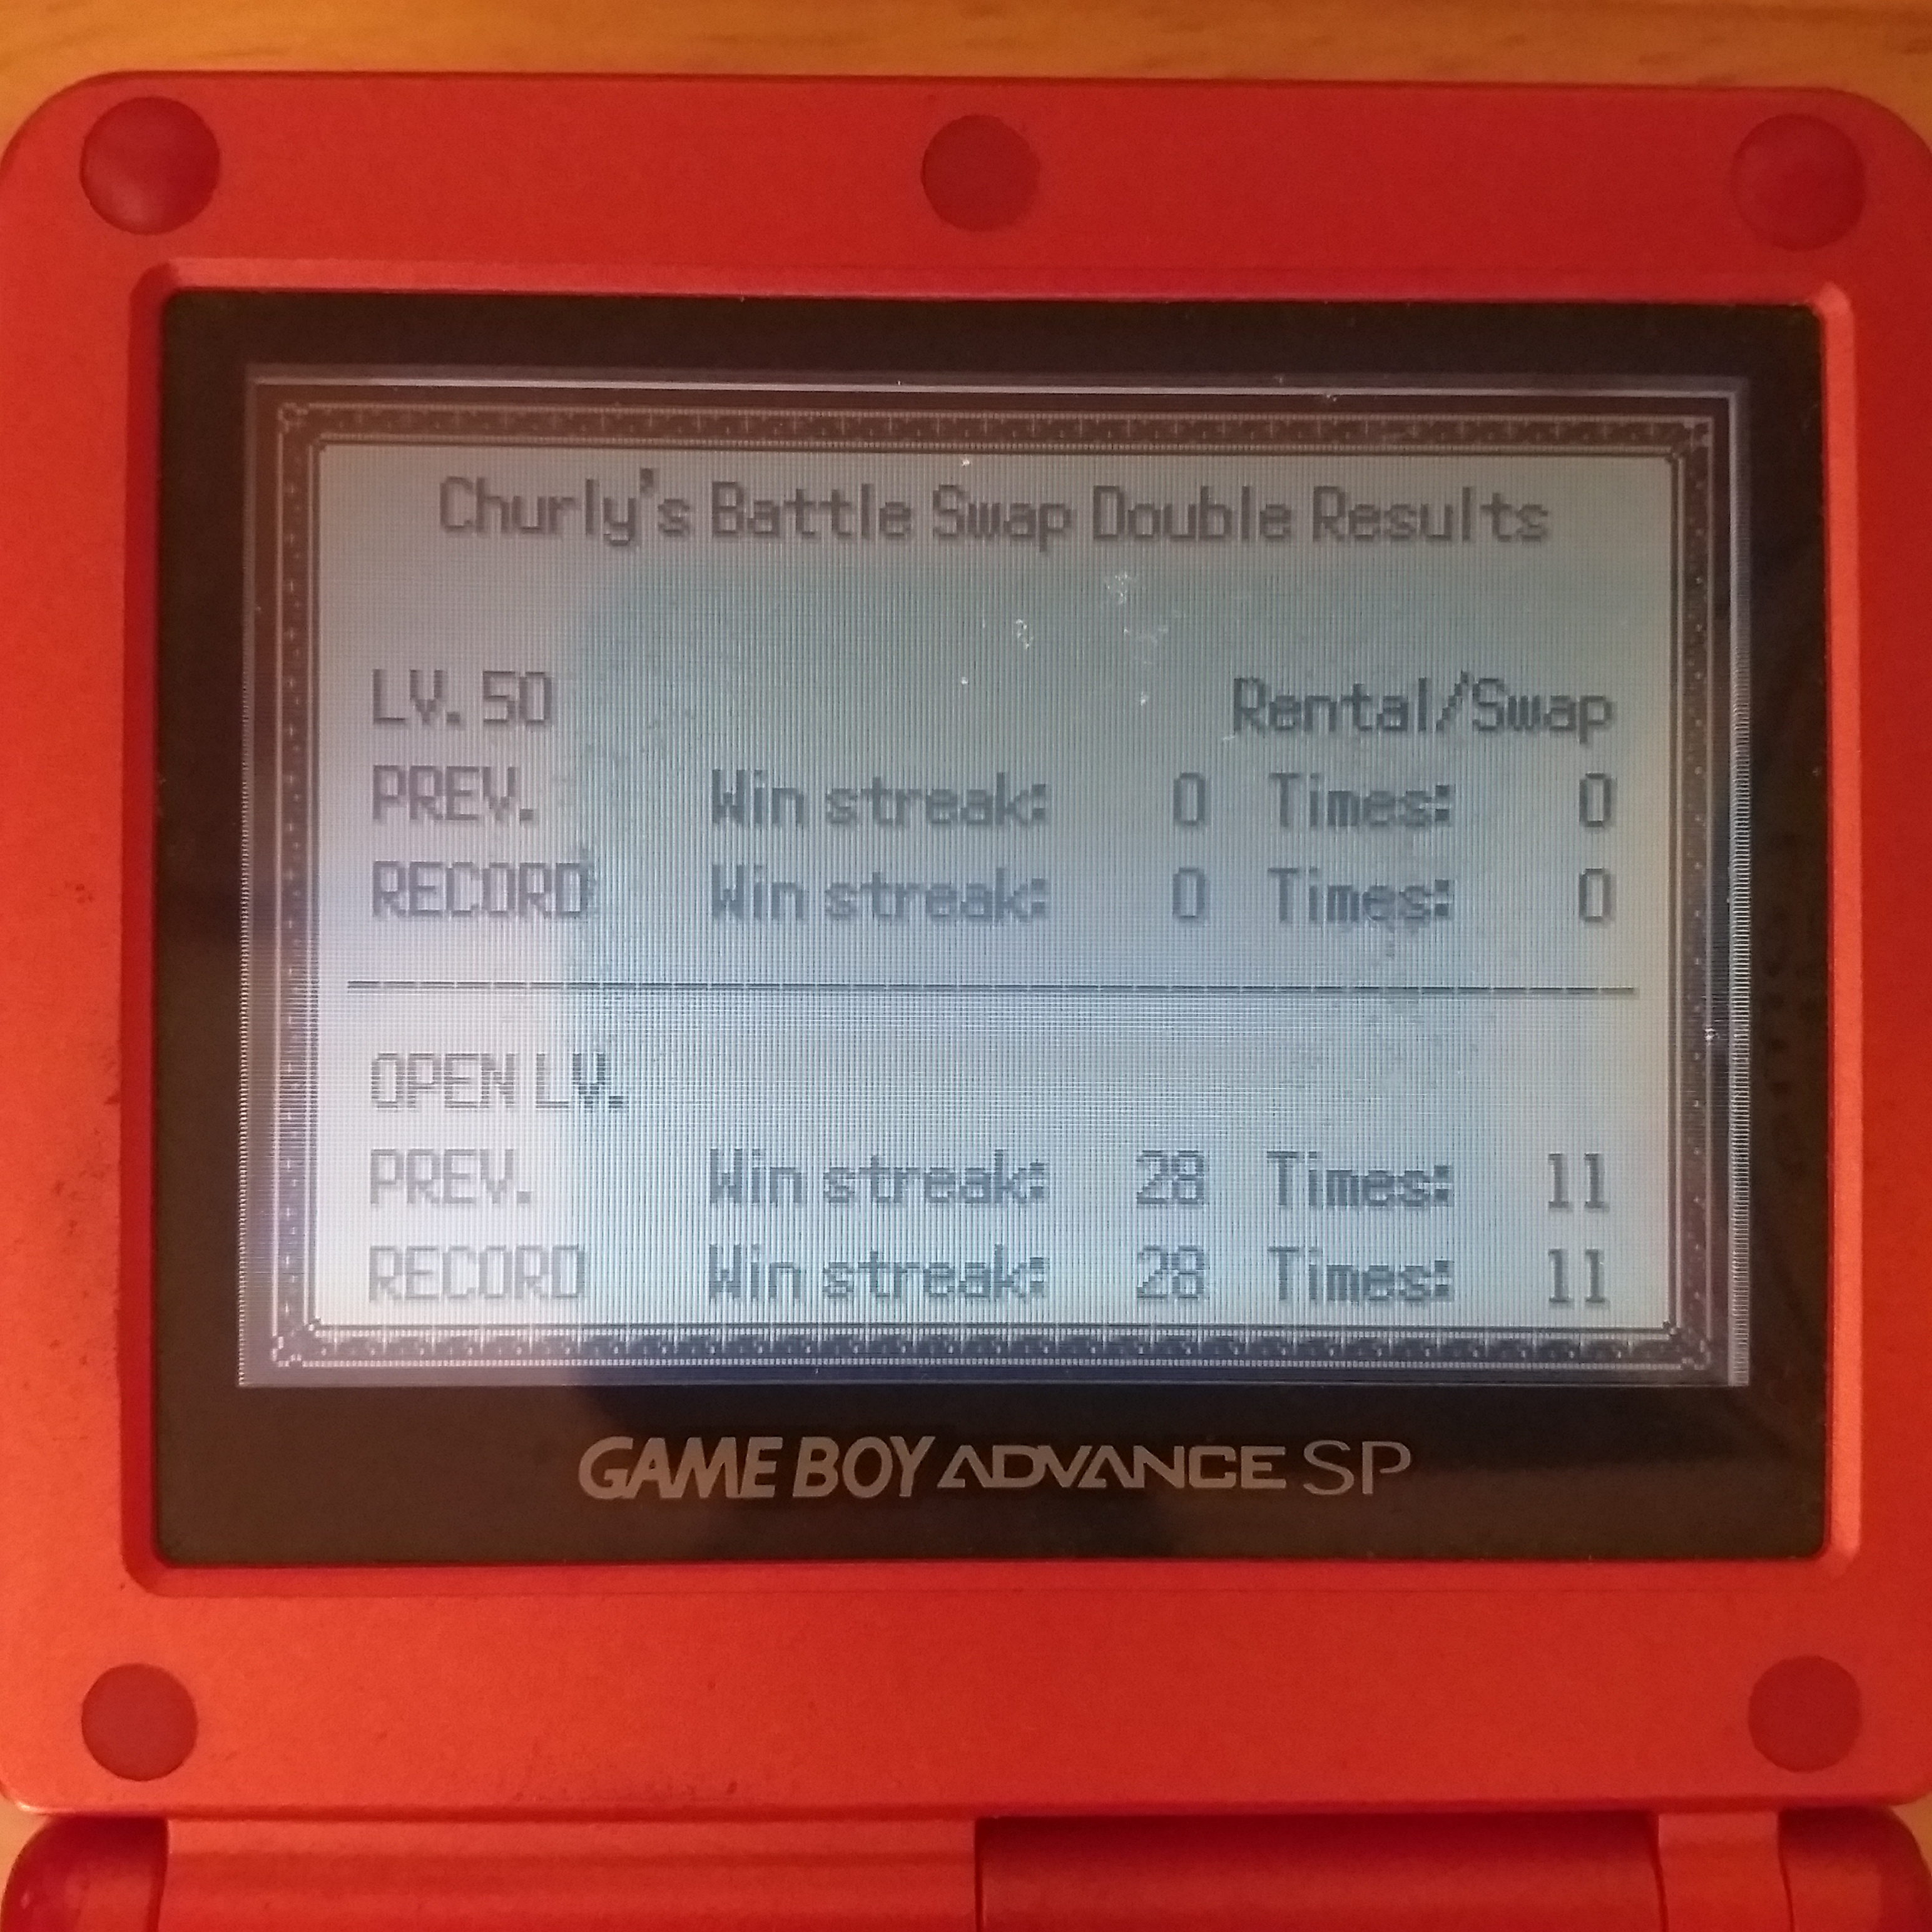 Churly's Battle Swap Double Results
LV. 50 Rental/Swap
PREV. Win streak: 0 Times: 0
RECORD Win streak: 0 Times: 0
OPEN LV.
PREV. Win streak: 28 Times: 11
RECORD Win streak: 28 Times: 11
GAME BOY ADVANCE SP